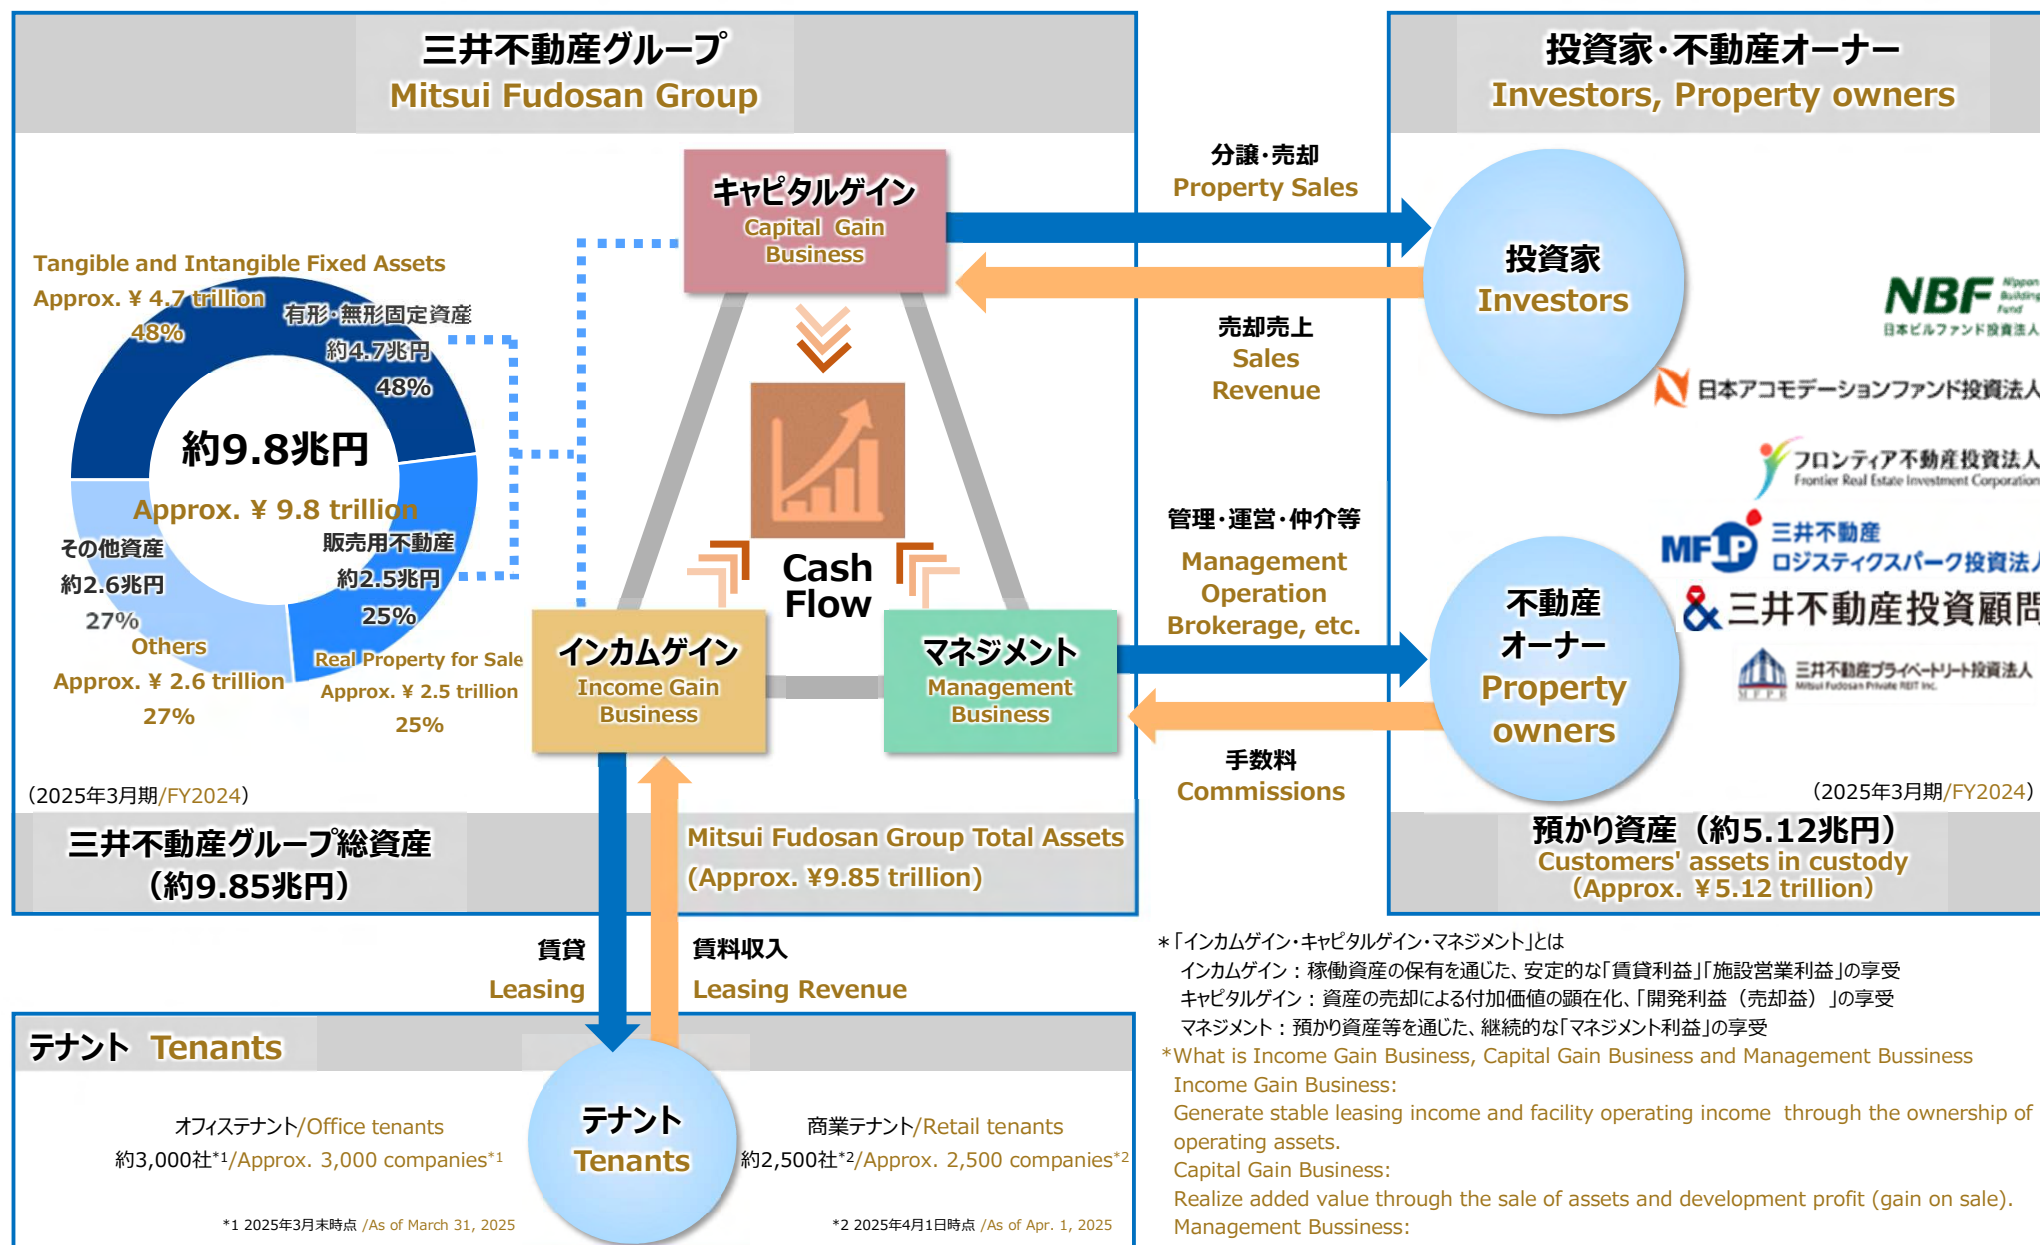 三井不動産グループ
Mitsui Fudosan Group
投資家・不動産オーナー
Investors, Property owners
キャピタルゲイン
Capital Gain
Business
分譲・売却
Property Sales
投資家
Investors
売却売上
Sales
Revenue
Tangible and Intangible Fixed Assets
Approx. ¥ 4.7 trillion
48%
有形・無形固定資産
約4.7兆円
48%
約9.8兆円
Approx. ¥ 9.8 trillion
その他資産
約2.6兆円
27%
Others
Approx. ¥ 2.6 trillion
27%
販売用不動産
約2.5兆円
25%
Real Property for Sale
Approx. ¥ 2.5 trillion
25%
Cash
Flow
インカムゲイン
Income Gain
Business
マネジメント
Management
Business
管理・運営・仲介等
Management
Operation
Brokerage, etc.
不動産
オーナー
Property
owners
手数料
Commissions
NBF Nippon
Building
Fund
日本ビルファンド投資法人
日本アコモデーションファンド投資法人
フロンティア不動産投資法人
Frontier Real Estate Investment Corporation
MFLP 三井不動産
ロジスティクスパーク投資法人
&三井不動産投資顧問
三井不動産プライベートリート投資法人
Mitsui Fudosan Private REIT Inc.
MFPR
(2025年3月期/FY2024)
(2025年3月期/FY2024)
三井不動産グループ総資産
(約9.85兆円)
Mitsui Fudosan Group Total Assets
(Approx. ¥9.85 trillion)
預かり資産(約5.12兆円)
Customers' assets in custody
(Approx. ¥5.12 trillion)
賃貸
Leasing
賃料収入
Leasing Revenue
テナント Tenants
オフィステナント/Office tenants
約3,000社*1/Approx. 3,000 companies*1
テナント
Tenants
商業テナント/Retail tenants
約2,500社*2/Approx. 2,500 companies*2
*1 2025年3月末時点 /As of March 31, 2025
*2 2025年4月1日時点 /As of Apr. 1, 2025
*「インカムゲイン・キャピタルゲイン・マネジメント」とは
インカムゲイン:稼働資産の保有を通じた、安定的な「賃貸利益」「施設営業利益」の享受
キャピタルゲイン:資産の売却による付加価値の顕在化、「開発利益(売却益)」の享受
マネジメント:預かり資産等を通じた、継続的な「マネジメント利益」の享受
*What is Income Gain Business, Capital Gain Business and Management Bussiness
Income Gain Business:
Generate stable leasing income and facility operating income through the ownership of
operating assets.
Capital Gain Business:
Realize added value through the sale of assets and development profit (gain on sale).
Management Bussiness: